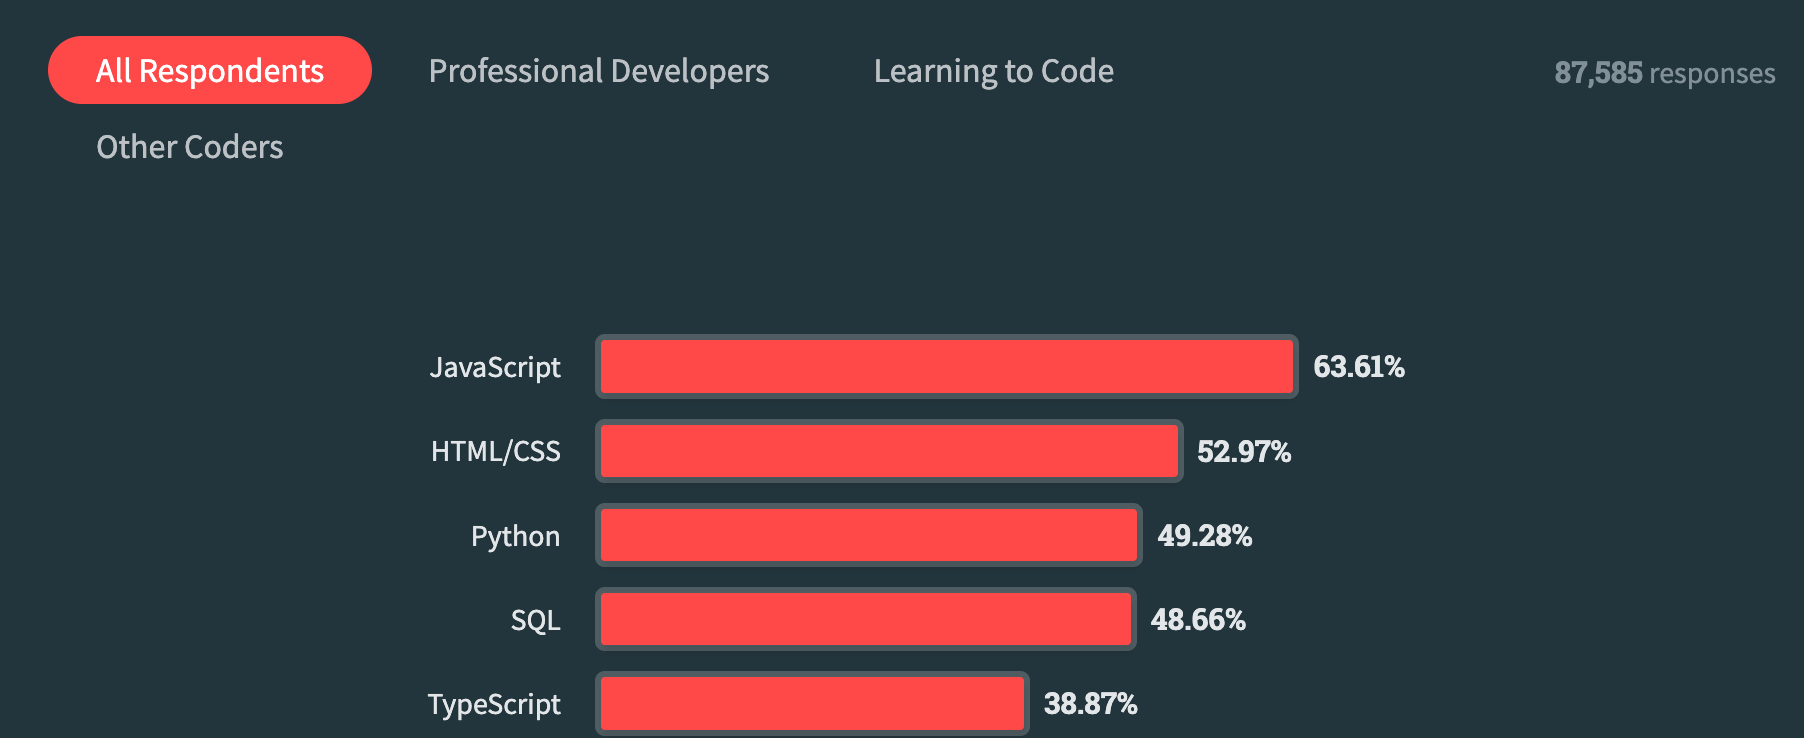 All Respondents Professional Developers Learning to Code 87,585 responses
Other Coders
JavaScript 63.61%
HTML/CSS 52.97%
Python 49.28%
SQL 48.66%
TypeScript 38.87%